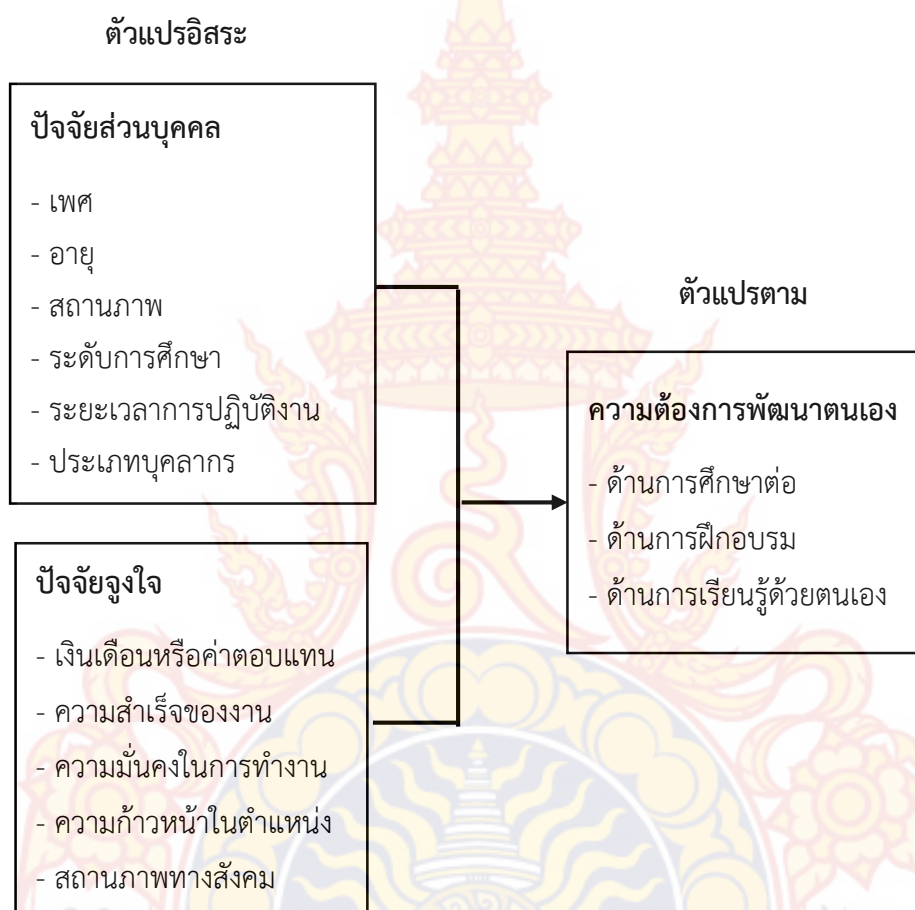 ตัวแปรอิสระ
ปัจจัยส่วนบุคคล
- เพศ
- อายุ
- สถานภาพ
- ระดับการศึกษา
- ระยะเวลาการปฏิบัติงาน
- ประเภทบุคลากร
ปัจจัยจูงใจ
- เงินเดือนหรือค่าตอบแทน
- ความสำเร็จของงาน
- ความมั่นคงในการทำงาน
- ความก้าวหน้าในตำแหน่ง
- สถานภาพทางสังคม
ตัวแปรตาม
ความต้องการพัฒนาตนเอง
- ด้านการศึกษาต่อ
- ด้านการฝึกอบรม
- ด้านการเรียนรู้ด้วยตนเอง